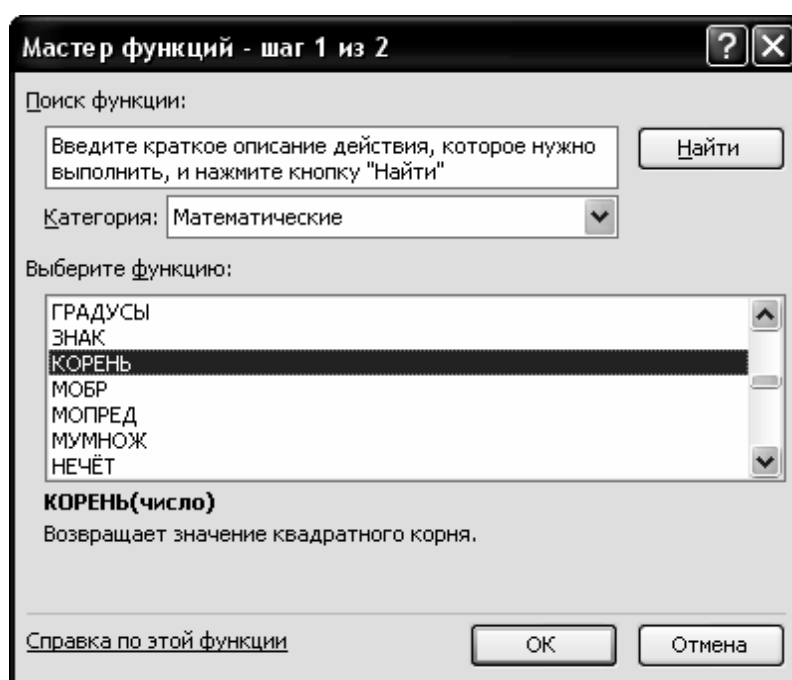 Мастер функций - шаг 1 из 2
Поиск функции:
Введите краткое описание действия, которое нужно
выполнить, и нажмите кнопку "Найти"
Найти
Категория: Математические
Выберите функцию:
ГРАДУСЫ
ЗНАК
КОРЕНЬ
МОБР
МОПРЕД
МУМНОЖ
НЕЧЁТ
КОРЕНЬ(число)
Возвращает значение квадратного корня.
Справка по этой функции
ОК
Отмена